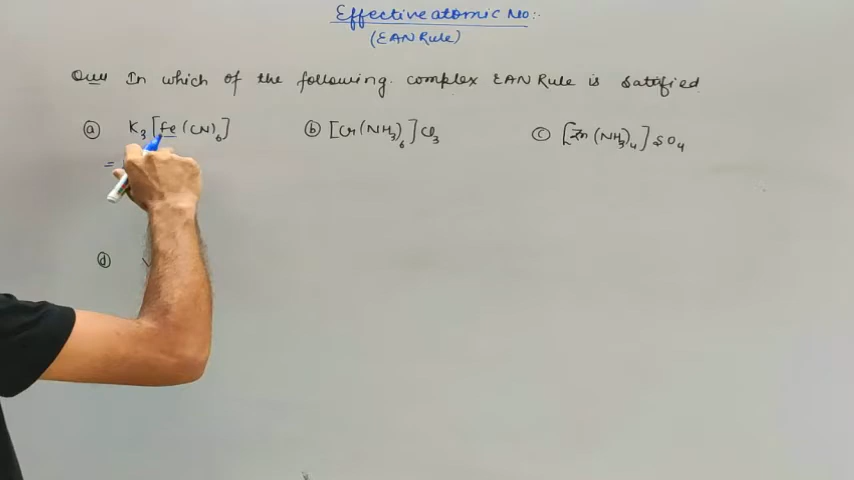 Effective atomic No:-
(EAN Rule)
Ques In which of the following. complex EAN Rule is satisfied
(a) K₃[Fe(CN)₆] (b) [Cr(NH₃)₆]Cl₃ (c) [Zn(NH₃)₄]SO₄
=
(d)